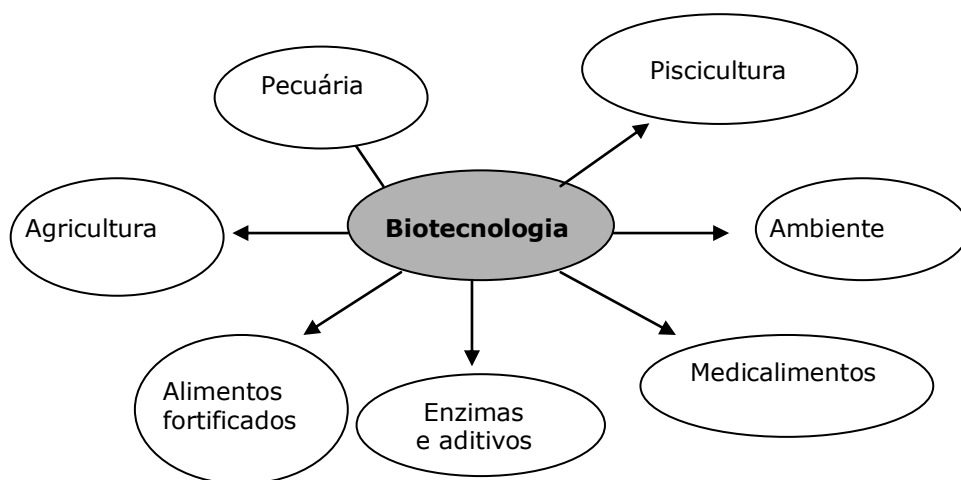 Pecuária
Piscicultura
Agricultura
Biotecnologia
Ambiente
Alimentos
fortificados
Enzimas
e aditivos
Medicalimentos